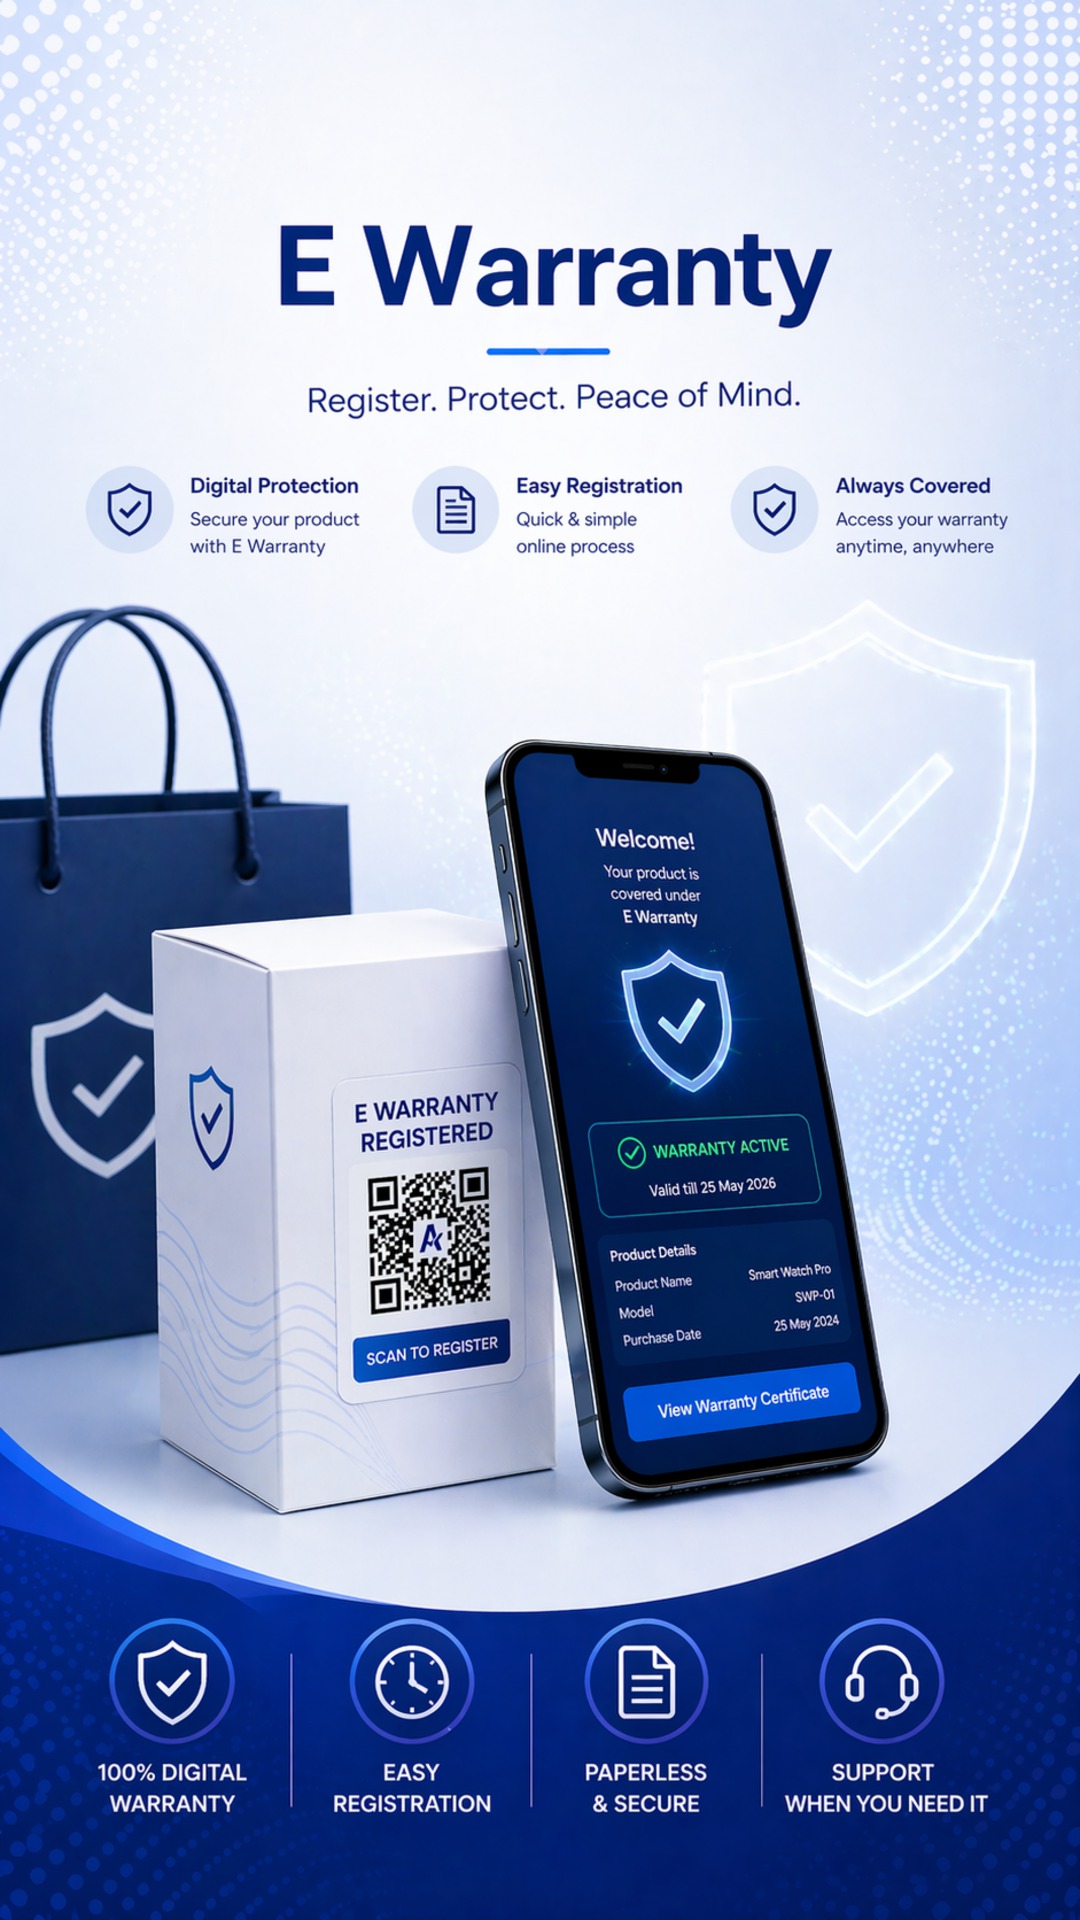 E Warranty
Register. Protect. Peace of Mind.
Digital Protection
Secure your product
with E Warranty
Easy Registration
Quick & simple
online process
Always Covered
Access your warranty
anytime, anywhere
Welcome!
Your product is
covered under
E Warranty
WARRANTY ACTIVE
Valid till 25 May 2026
Product Details
Product Name Smart Watch Pro
Model SWP-01
Purchase Date 25 May 2024
View Warranty Certificate
E WARRANTY
REGISTERED
SCAN TO REGISTER
100% DIGITAL
WARRANTY
EASY
REGISTRATION
PAPERLESS
& SECURE
SUPPORT
WHEN YOU NEED IT